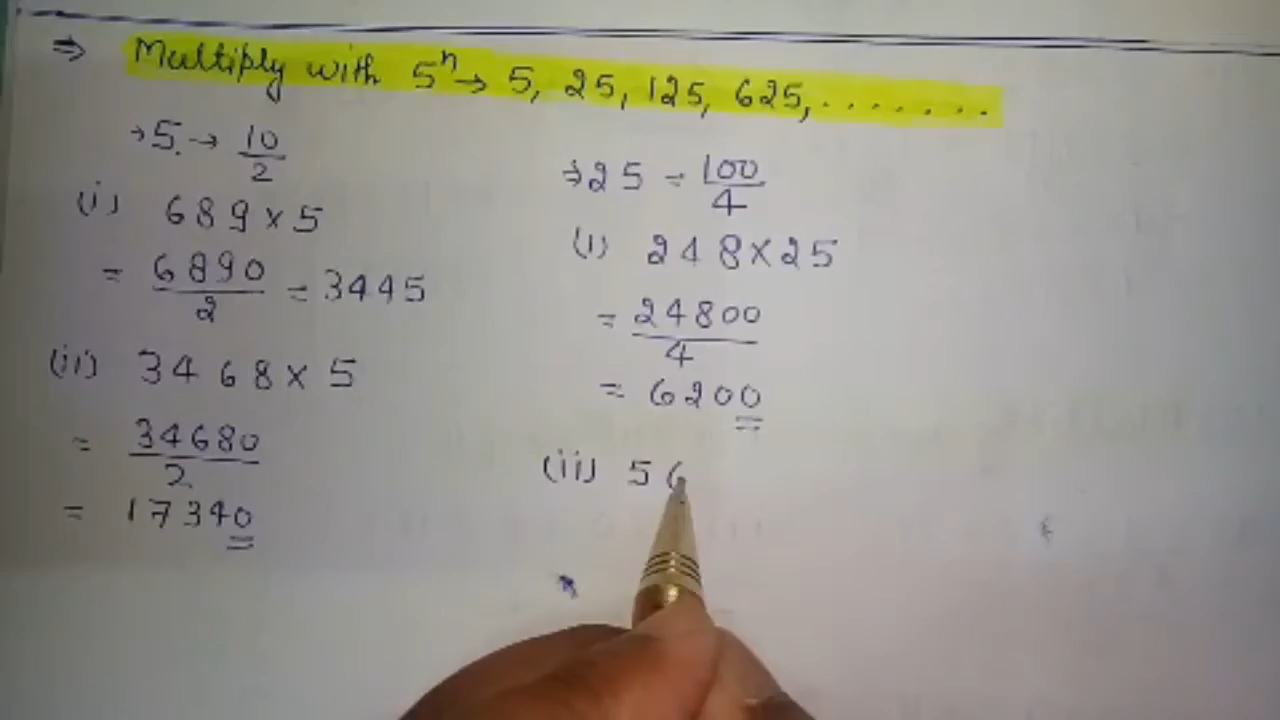 ⇒ Multiply with 5ⁿ → 5, 25, 125, 625, . . . . . . .
→ 5. → 10/2
(i) 689 × 5
= 6890/2 = 3445
(ii) 3468 × 5
= 34680/2
= 17340
⇒ 25 = 100/4
(i) 248 × 25
= 24800/4
= 6200
(ii) 56